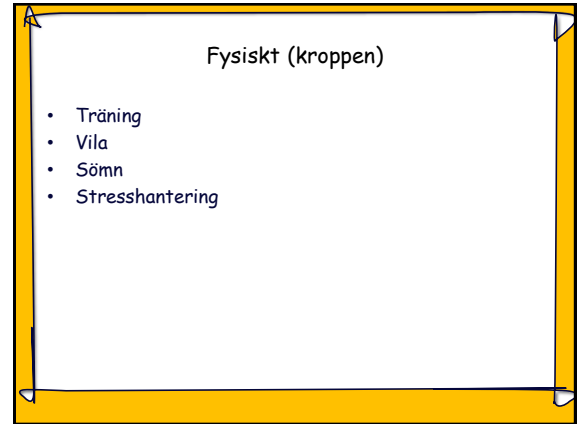 Fysiskt (kroppen)
• Träning
• Vila
• Sömn
• Stresshantering